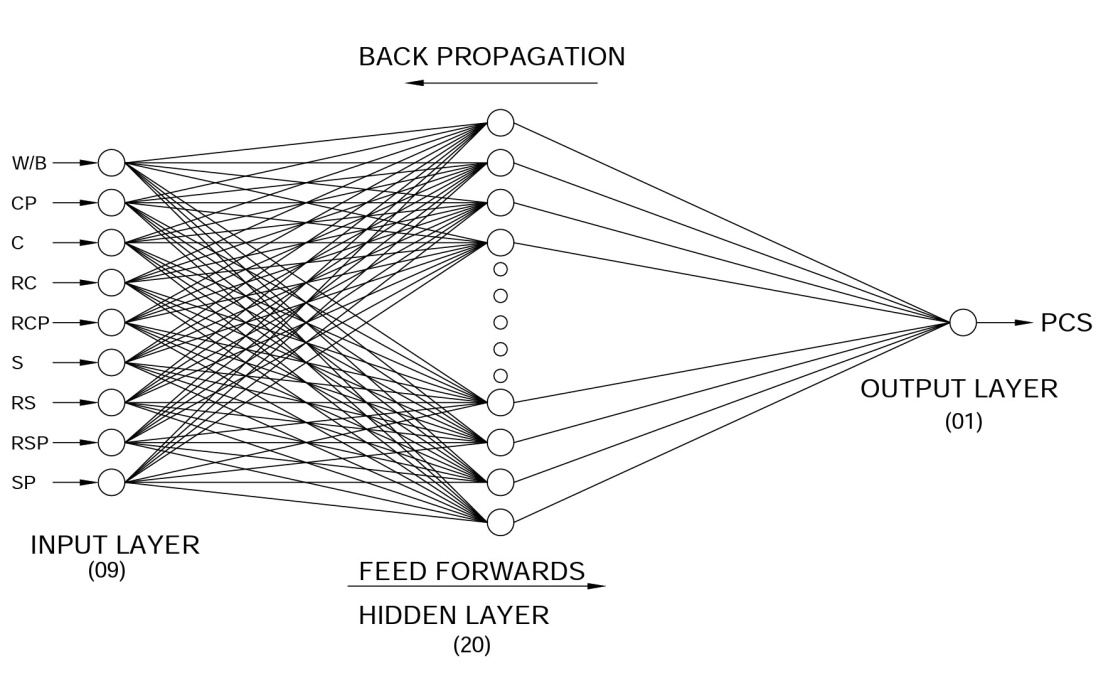 BACK PROPAGATION
W/B
CP
C
RC
RCP
S
RS
RSP
SP
PCS
OUTPUT LAYER
(01)
INPUT LAYER
(09)
FEED FORWARDS
HIDDEN LAYER
(20)